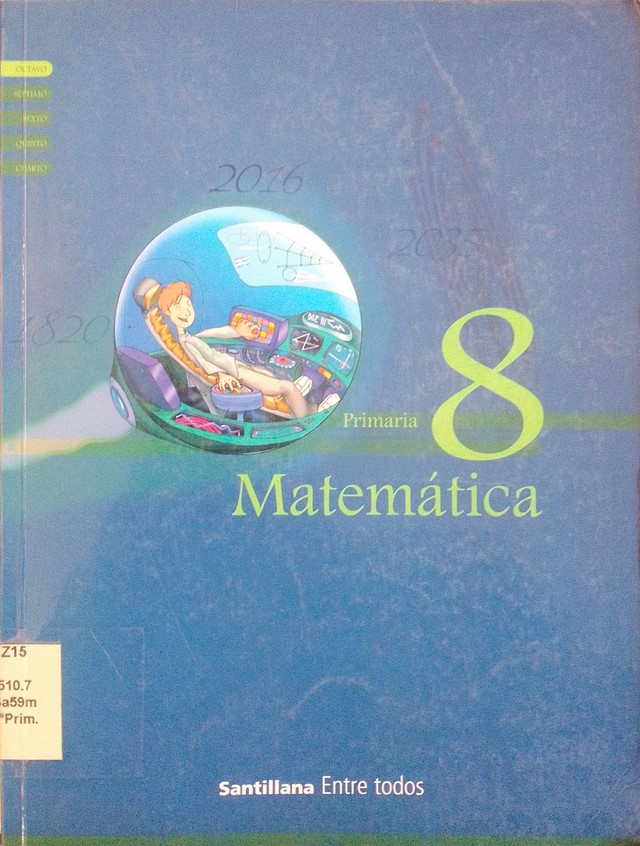 OCTAVO
SÉPTIMO
SEXTO
QUINTO
CUARTO
2016
2035
1820
Primaria
8
Matemática
Z15
510.7
a59m
°Prim.
Santillana Entre todos